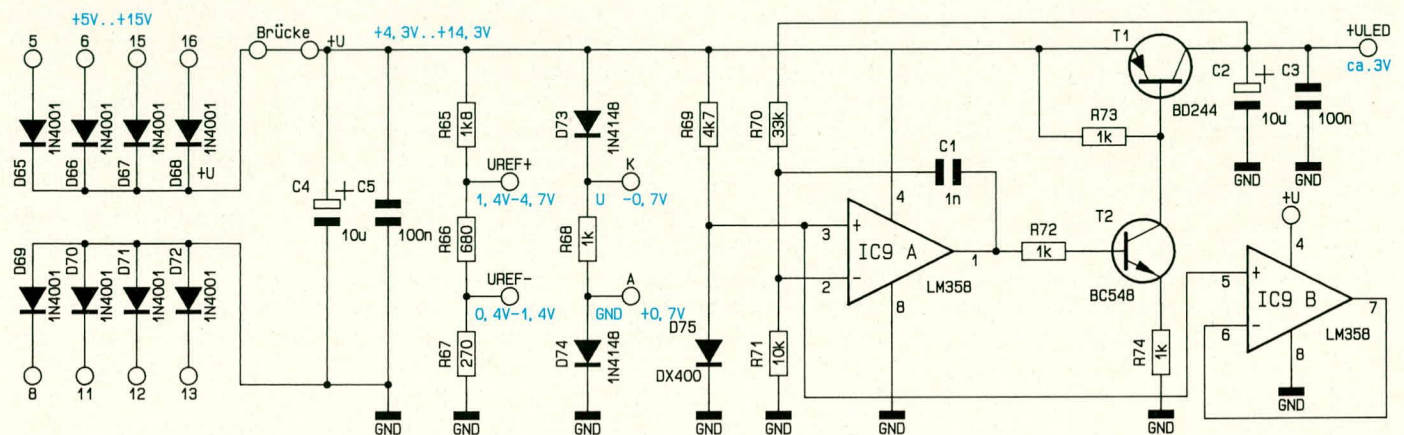 +5V..+15V
5
6
15
16
Brücke
+U
+4,3V..+14,3V
T1
+ULED
ca.3V
1N4001
1N4001
1N4001
1N4001
D65
D66
D67
D68
+U
R65
1k8
D73
1N4148
R69
4k7
R70
33k
R73
1k
BD244
C2
+
10u
C3
100n
GND
GND
UREF+
1,4V-4,7V
K
U -0,7V
C1
1n
C4
+
10u
C5
100n
R66
680
R68
1k
3
+
4
IC9 A
1
LM358
2
−
8
R72
1k
T2
BC548
+U
4
5
+
IC9 B
7
6
−
LM358
8
GND
D69
D70
D71
D72
1N4001
1N4001
1N4001
1N4001
UREF-
0,4V-1,4V
A
GND +0,7V
R67
270
D74
1N4148
D75
DX400
R71
10k
R74
1k
8
11
12
13
GND
GND
GND
GND
GND
GND
GND